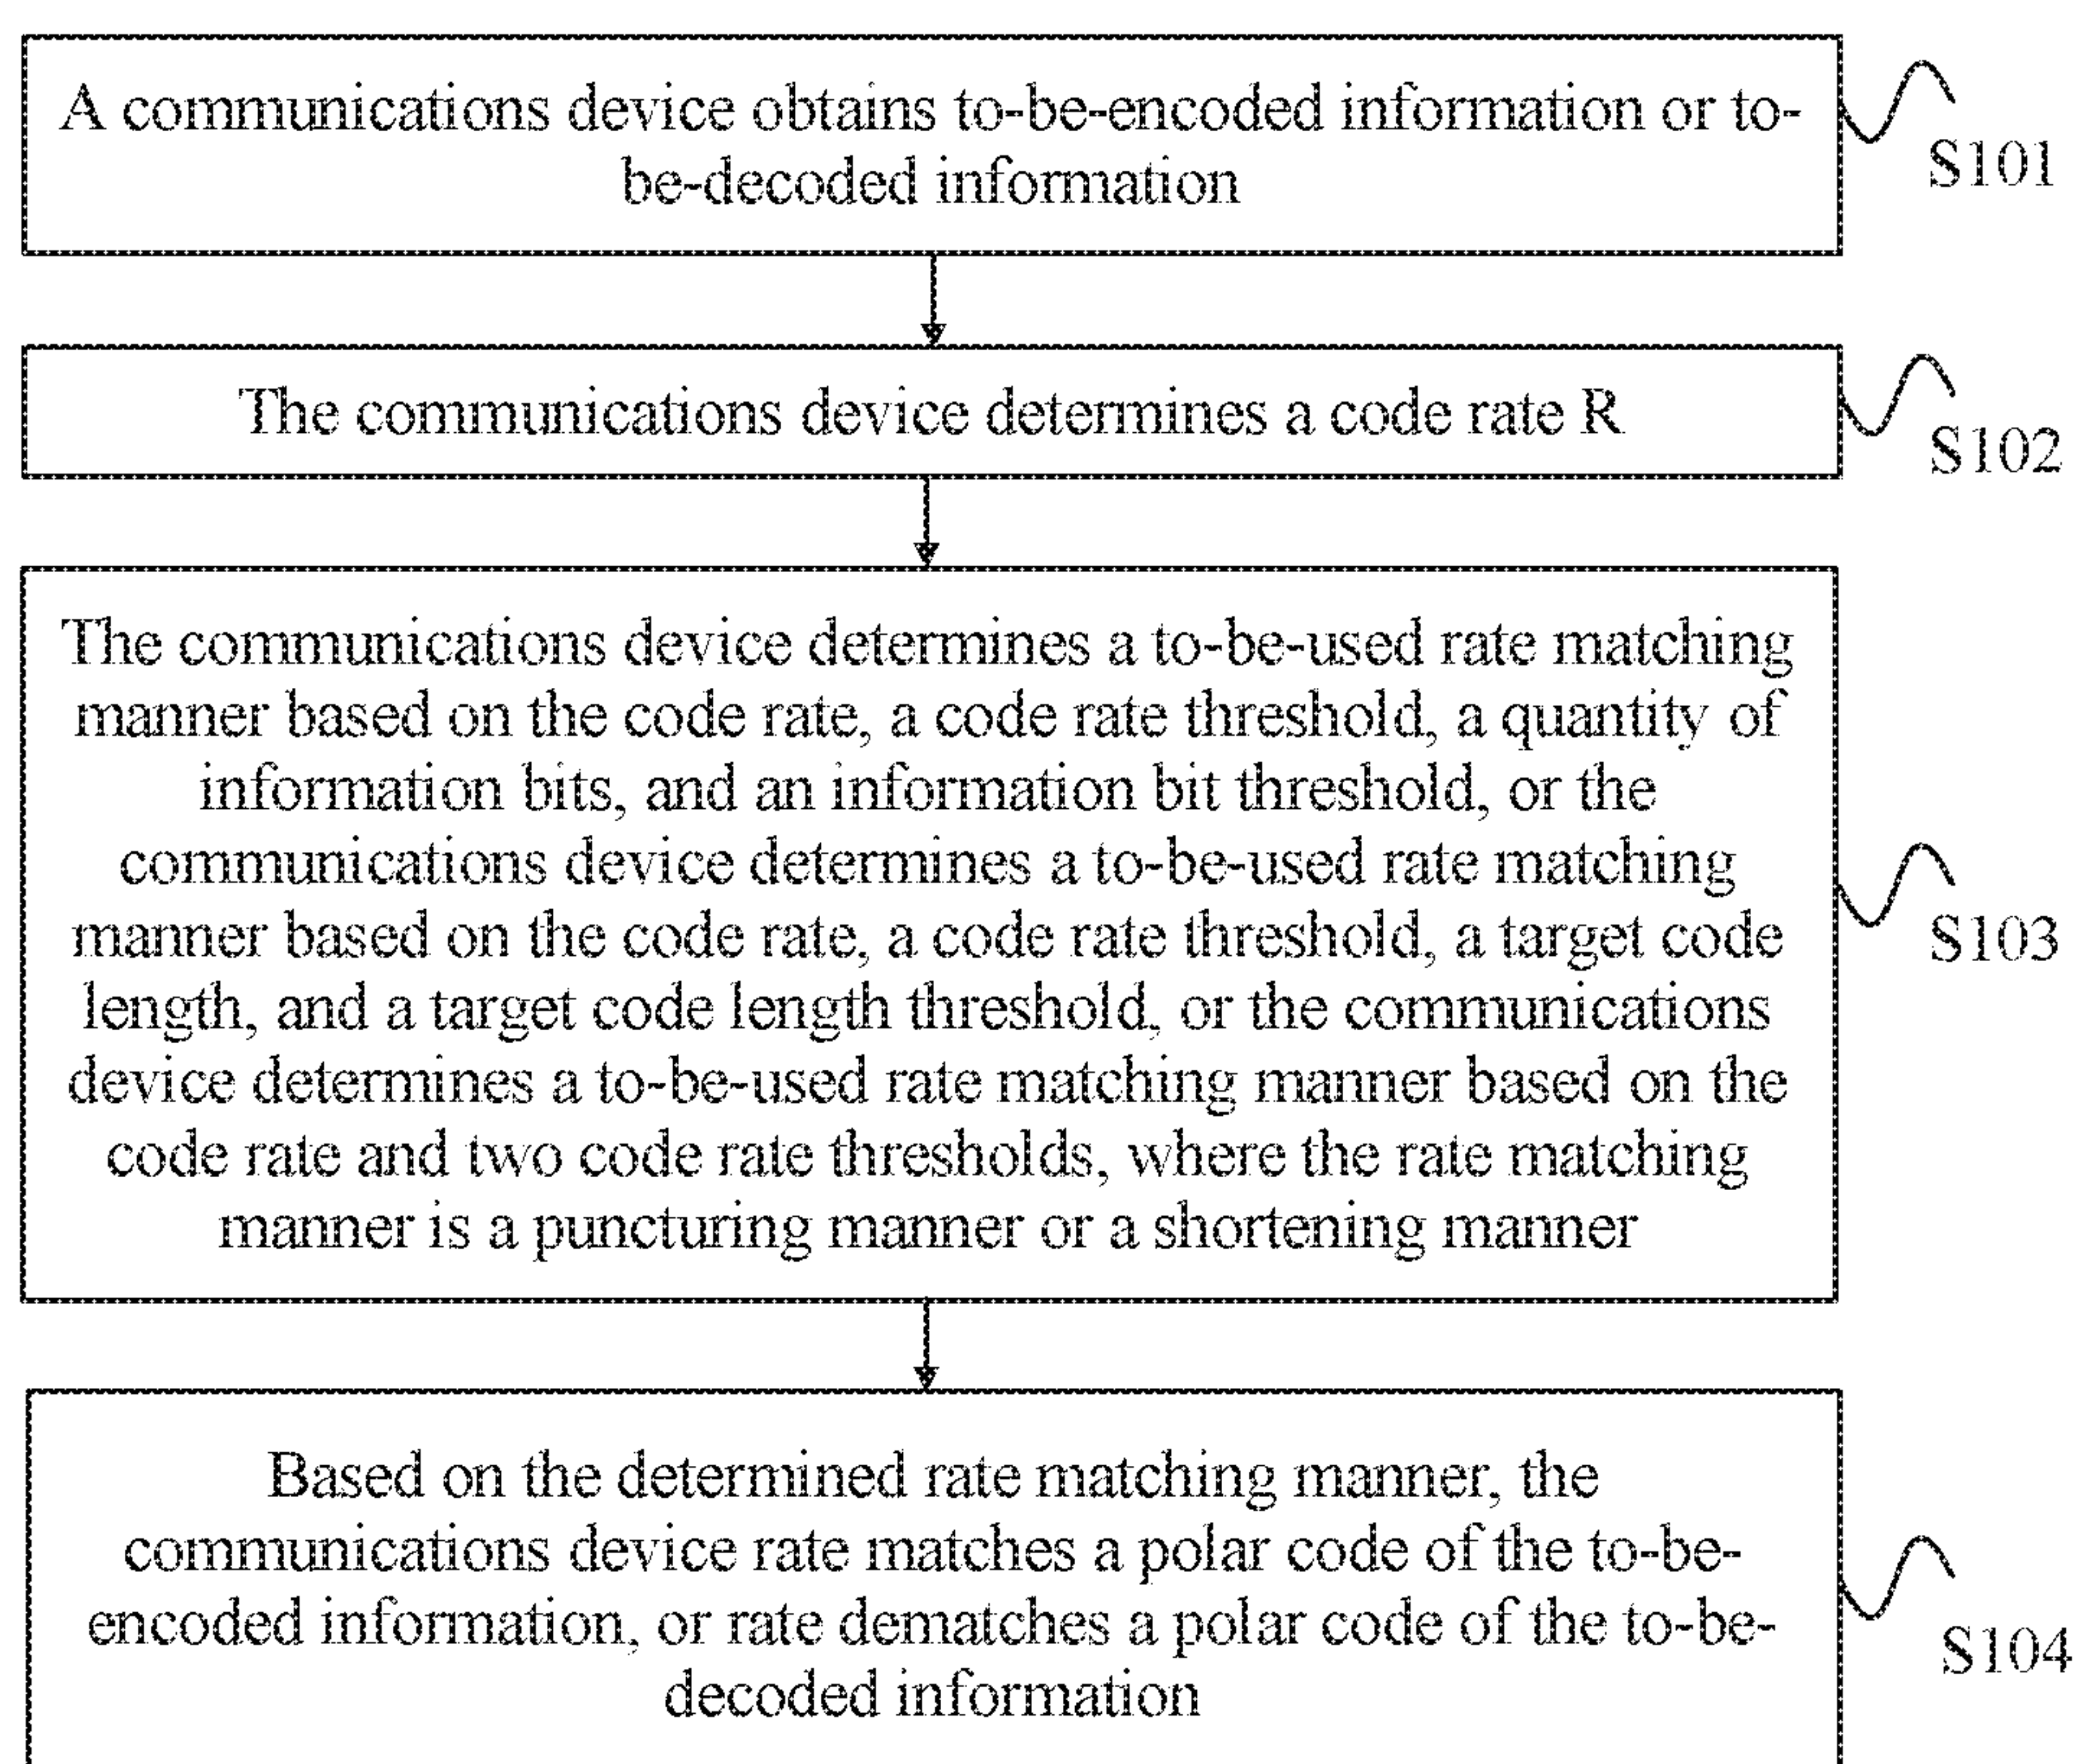 A communications device obtains to-be-encoded information or to-
be-decoded information
S101
The communications device determines a code rate R
S102
The communications device determines a to-be-used rate matching
manner based on the code rate, a code rate threshold, a quantity of
information bits, and an information bit threshold, or the
communications device determines a to-be-used rate matching
manner based on the code rate, a code rate threshold, a target code
length, and a target code length threshold, or the communications
device determines a to-be-used rate matching manner based on the
code rate and two code rate thresholds, where the rate matching
manner is a puncturing manner or a shortening manner
S103
Based on the determined rate matching manner, the
communications device rate matches a polar code of the to-be-
encoded information, or rate dematches a polar code of the to-be-
decoded information
S104